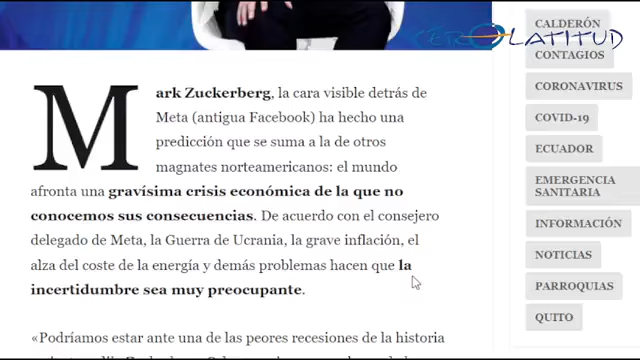 CEROLATITUD
Mark Zuckerberg, la cara visible detrás de
Meta (antigua Facebook) ha hecho una
predicción que se suma a la de otros
magnates norteamericanos: el mundo
afronta una gravísima crisis económica de la que no
conocemos sus consecuencias. De acuerdo con el consejero
delegado de Meta, la Guerra de Ucrania, la grave inflación, el
alza del coste de la energía y demás problemas hacen que la
incertidumbre sea muy preocupante.
«Podríamos estar ante una de las peores recesiones de la historia
CALDERÓN
CONTAGIOS
CORONAVIRUS
COVID-19
ECUADOR
EMERGENCIA
SANITARIA
INFORMACIÓN
NOTICIAS
PARROQUIAS
QUITO